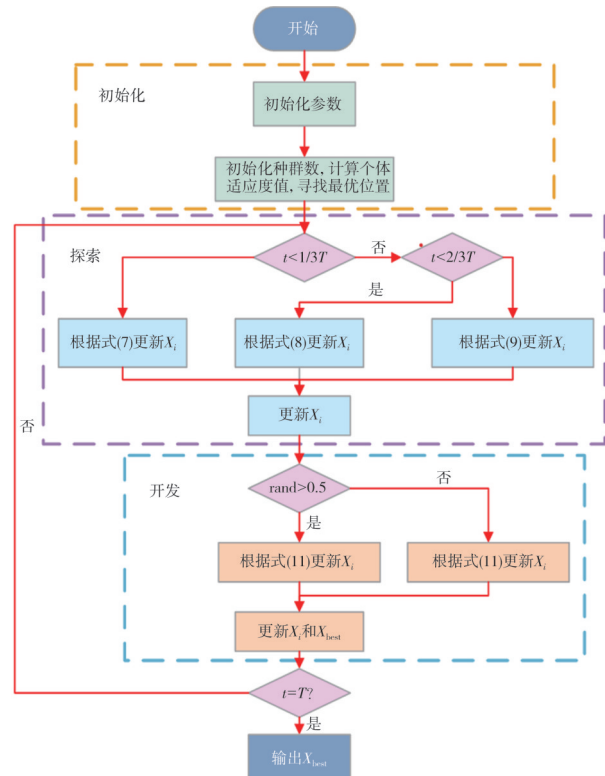 开始
初始化
初始化参数
初始化种群数, 计算个体
适应度值, 寻找最优位置
探索
t<1/3T
否
t<2/3T
是
根据式(7)更新Xi
根据式(8)更新Xi
根据式(9)更新Xi
更新Xi
否
开发
rand>0.5
否
是
根据式(11)更新Xi
根据式(11)更新Xi
更新Xi和Xbest
t=T?
是
输出Xbest